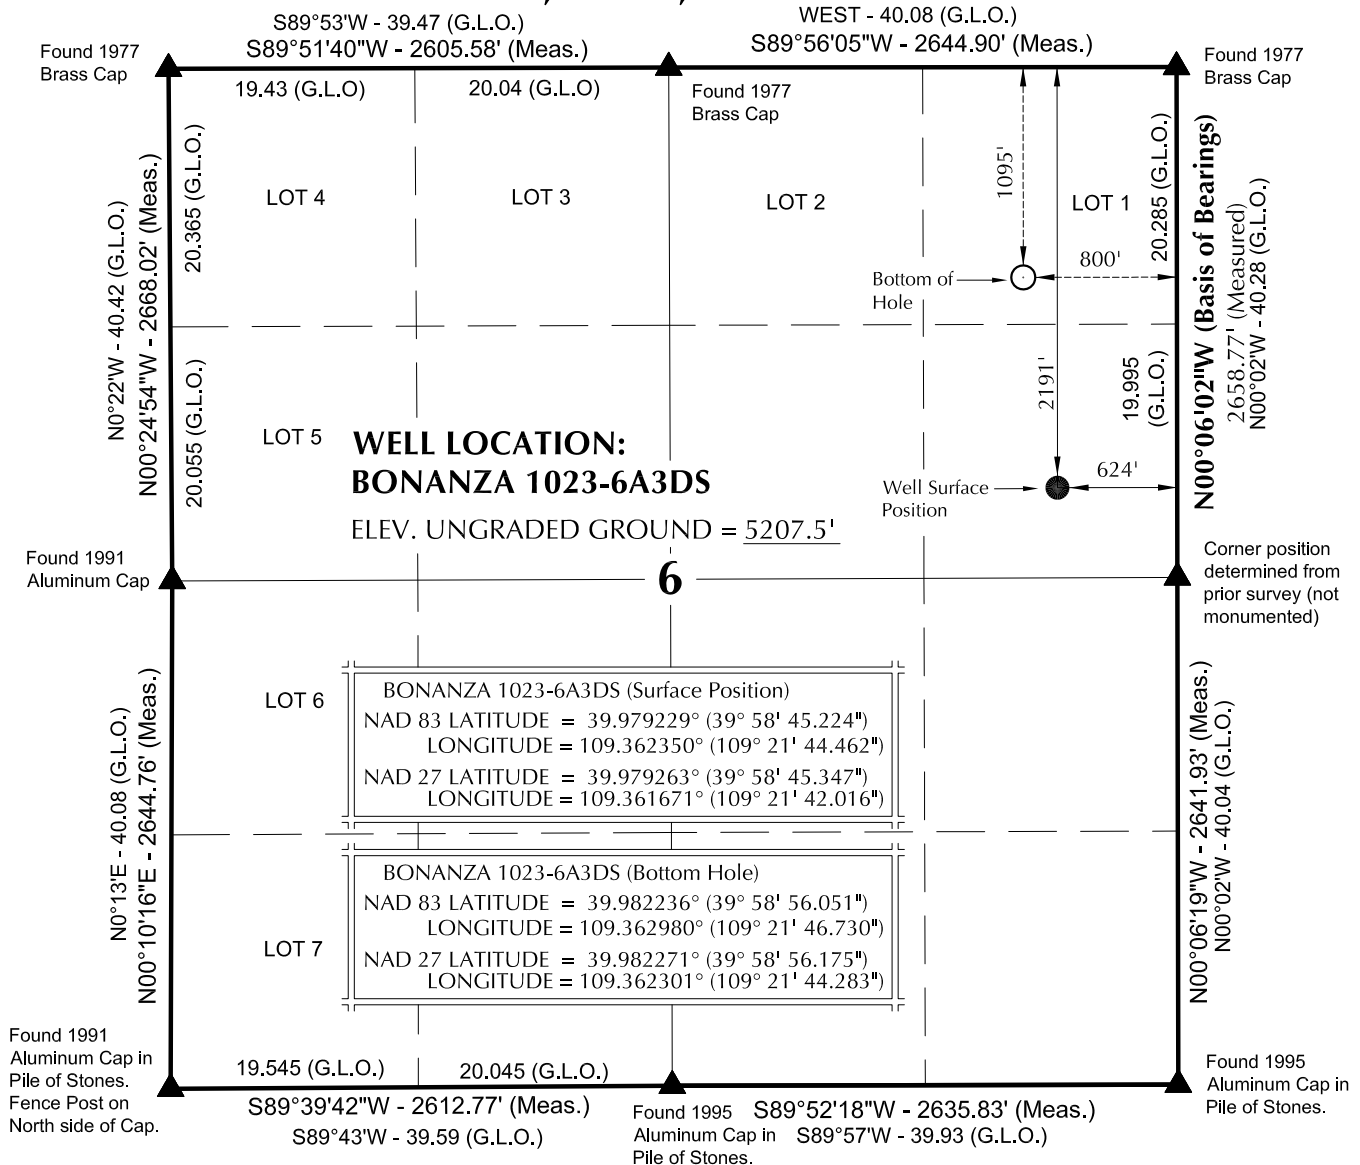 S89°53'W - 39.47 (G.L.O.)
S89°51'40"W - 2605.58' (Meas.)
WEST - 40.08 (G.L.O.)
S89°56'05"W - 2644.90' (Meas.)
Found 1977
Brass Cap
Found 1977
Brass Cap
Found 1977
Brass Cap
19.43 (G.L.O)
20.04 (G.L.O)
N0°22'W - 40.42 (G.L.O.)
N00°24'54"W - 2668.02' (Meas.)
20.365 (G.L.O.)
20.055 (G.L.O.)
LOT 4
LOT 3
LOT 2
LOT 1
1095'
800'
Bottom of
Hole
20.285 (G.L.O.)
N00°06'02"W (Basis of Bearings)
2658.77' (Measured)
N00°02'W - 40.28 (G.L.O.)
2191'
19.995
(G.L.O.)
624'
Well Surface
Position
LOT 5
WELL LOCATION:
BONANZA 1023-6A3DS
ELEV. UNGRADED GROUND = 5207.5'
Found 1991
Aluminum Cap
6
Corner position
determined from
prior survey (not
monumented)
LOT 6
BONANZA 1023-6A3DS (Surface Position)
NAD 83 LATITUDE = 39.979229° (39° 58' 45.224")
LONGITUDE = 109.362350° (109° 21' 44.462")
NAD 27 LATITUDE = 39.979263° (39° 58' 45.347")
LONGITUDE = 109.361671° (109° 21' 42.016")
N0°13'E - 40.08 (G.L.O.)
N00°10'16"E - 2644.76' (Meas.)
N00°06'19"W - 2641.93' (Meas.)
N00°02'W - 40.04 (G.L.O.)
LOT 7
BONANZA 1023-6A3DS (Bottom Hole)
NAD 83 LATITUDE = 39.982236° (39° 58' 56.051")
LONGITUDE = 109.362980° (109° 21' 46.730")
NAD 27 LATITUDE = 39.982271° (39° 58' 56.175")
LONGITUDE = 109.362301° (109° 21' 44.283")
Found 1991
Aluminum Cap in
Pile of Stones.
Fence Post on
North side of Cap.
19.545 (G.L.O.)
20.045 (G.L.O.)
S89°39'42"W - 2612.77' (Meas.)
S89°43'W - 39.59 (G.L.O.)
Found 1995
Aluminum Cap in
Pile of Stones.
S89°52'18"W - 2635.83' (Meas.)
S89°57'W - 39.93 (G.L.O.)
Found 1995
Aluminum Cap in
Pile of Stones.